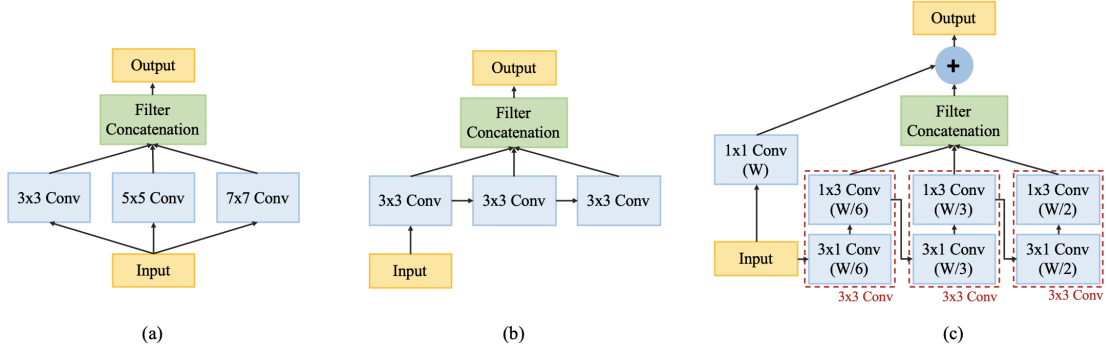 Output
Filter
Concatenation
3x3 Conv
5x5 Conv
7x7 Conv
Input
(a)
Output
Filter
Concatenation
3x3 Conv
3x3 Conv
3x3 Conv
Input
(b)
Output
+
Filter
Concatenation
1x1 Conv
(W)
1x3 Conv
(W/6)
1x3 Conv
(W/3)
1x3 Conv
(W/2)
Input
3x1 Conv
(W/6)
3x1 Conv
(W/3)
3x1 Conv
(W/2)
3x3 Conv
3x3 Conv
3x3 Conv
(c)